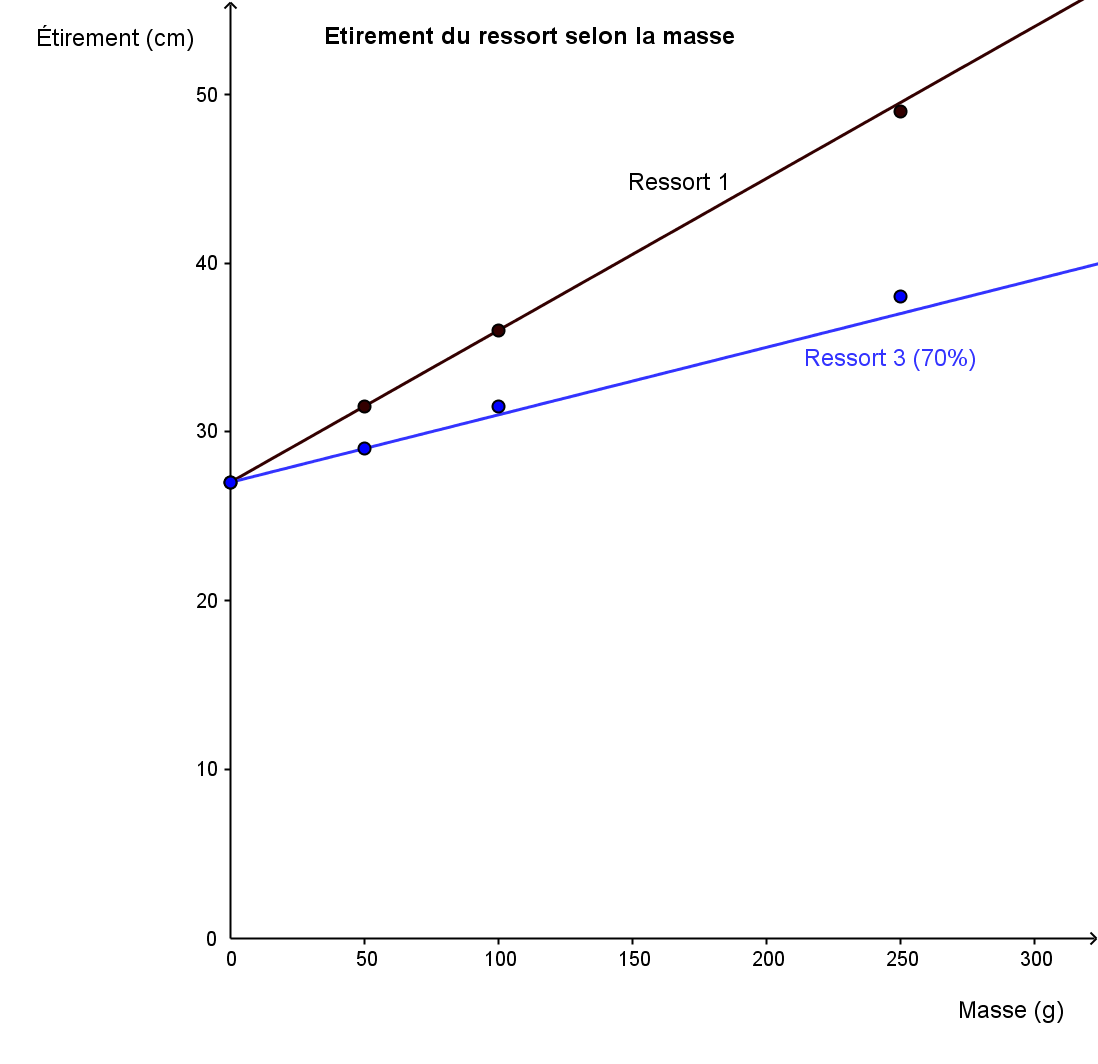 Étirement (cm)
Etirement du ressort selon la masse
50
Ressort 1
40
Ressort 3 (70%)
30
20
10
0
0 50 100 150 200 250 300
Masse (g)